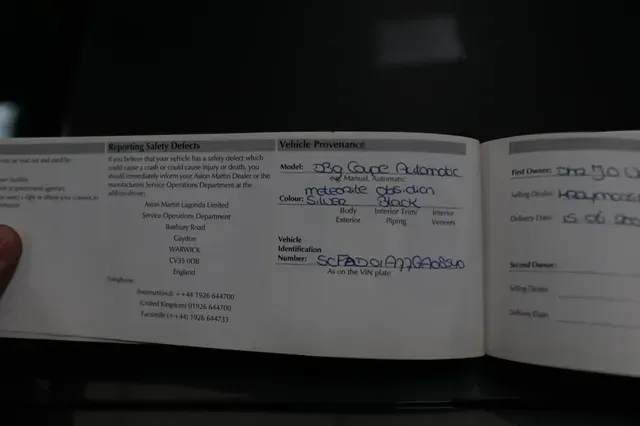 Reporting Safety Defects
If you believe that your vehicle has a safety defect which
could cause a crash or could cause injury or death, you
should immediately inform your Aston Martin Dealer or the
manufacturers Service Operations Department at the
address shown:
Aston Martin Lagonda Limited
Service Operations Department
Banbury Road
Gaydon
WARWICK
CV35 0DB
England
Telephone:
(International) ++44 1926 644700
(United Kingdom) 01926 644700
Facsimile (++44) 1926 644733
Vehicle Provenance
Model: DB9 Coupe Automatic
eg Manual, Automatic
meteorite obsidian
Colour: Silver Black
Body Interior Trim/ Interior
Exterior Piping Veneers
Vehicle
Identification
Number:
As on the VIN plate
First Owner:
Selling Dealer:
Delivery Date: 15 06
Second Owner:
Selling Dealer:
Delivery Date: